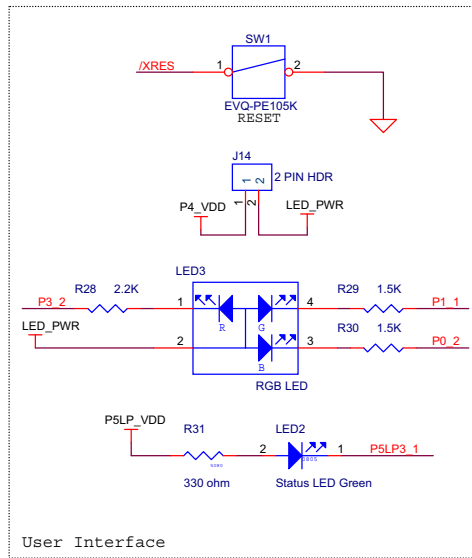 SW1
/XRES
1
2
EVQ-PE105K
RESET
J14
1
2
2 PIN HDR
P4_VDD
1
2
LED_PWR
LED3
R28 2.2K
R29 1.5K
P3_2
1
4
P1_1
R
G
R30 1.5K
LED_PWR
2
3
P0_2
B
RGB LED
P5LP_VDD
R31
LED2
2
1
P5LP3_1
0805
330 ohm
Status LED Green
User Interface